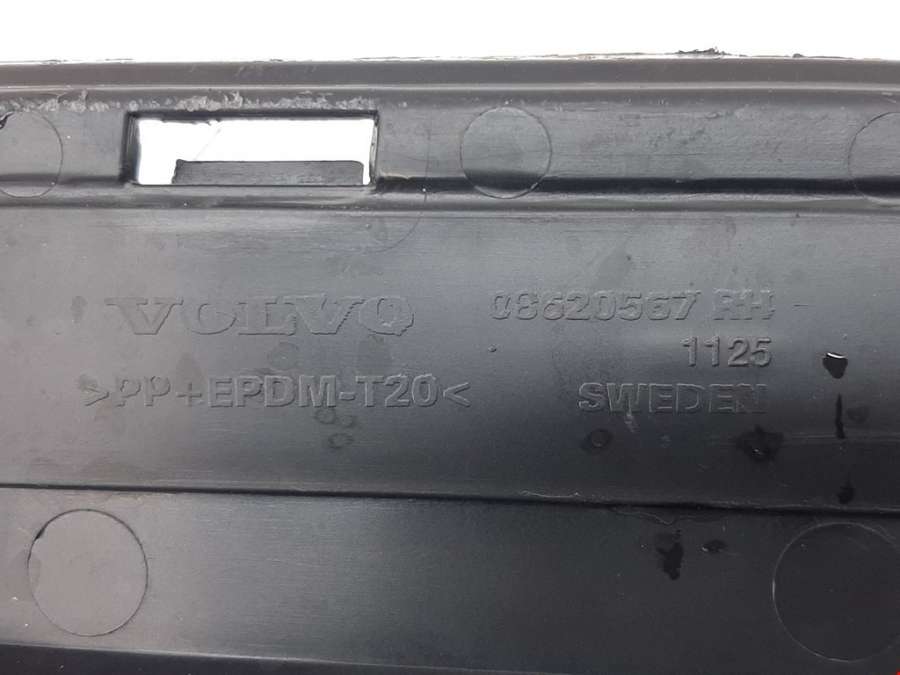 VOLVO
>PP+EPDM-T20<
08620567 RH
1125
SWEDEN